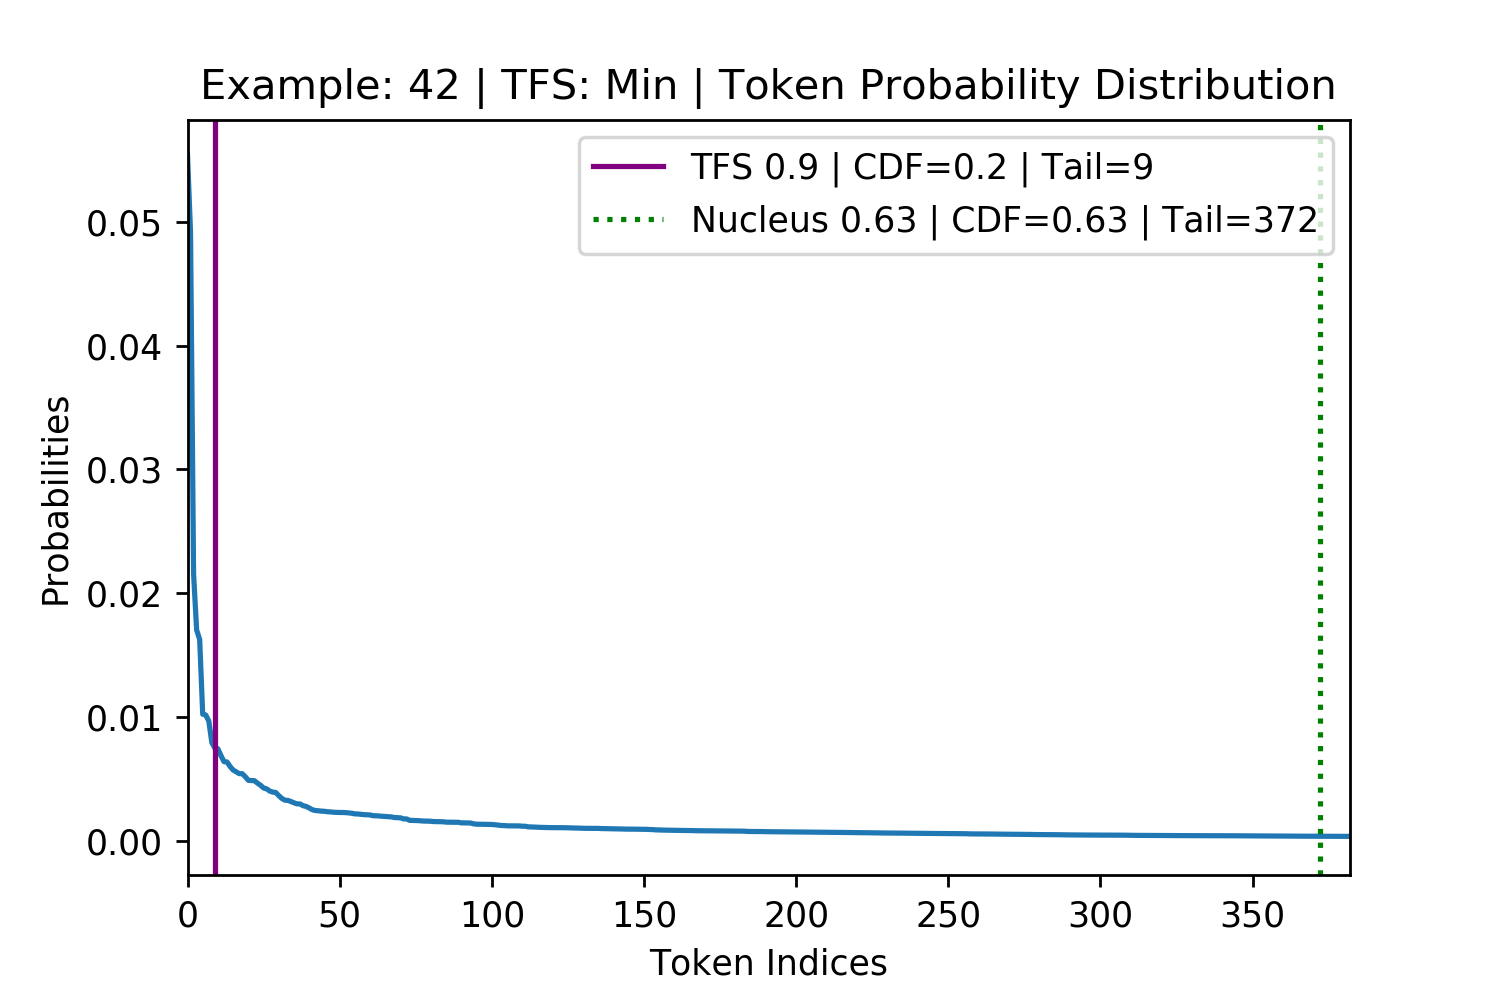 Example: 42 | TFS: Min | Token Probability Distribution
TFS 0.9 | CDF=0.2 | Tail=9
Nucleus 0.63 | CDF=0.63 | Tail=372
Probabilities
0.05
0.04
0.03
0.02
0.01
0.00
0 50 100 150 200 250 300 350
Token Indices